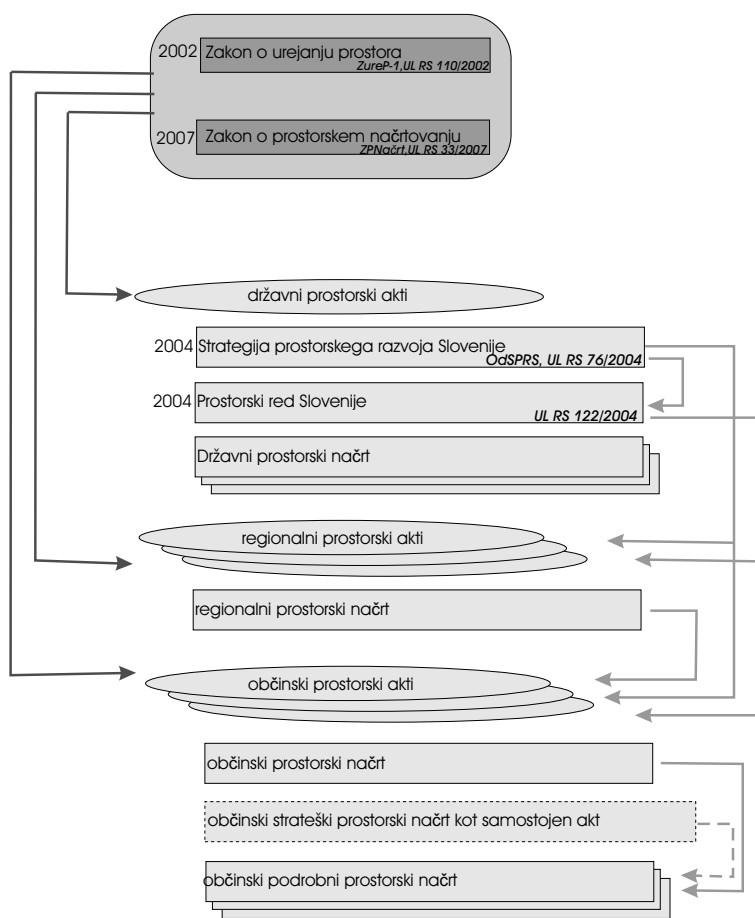 2002 Zakon o urejanju prostora
ZureP-1,UL RS 110/2002
2007 Zakon o prostorskem načrtovanju
ZPNačrt,UL RS 33/2007
državni prostorski akti
2004 Strategija prostorskega razvoja Slovenije
OdSPRS, UL RS 76/2004
2004 Prostorski red Slovenije
UL RS 122/2004
Državni prostorski načrt
regionalni prostorski akti
regionalni prostorski načrt
občinski prostorski akti
občinski prostorski načrt
občinski strateški prostorski načrt kot samostojen akt
občinski podrobni prostorski načrt